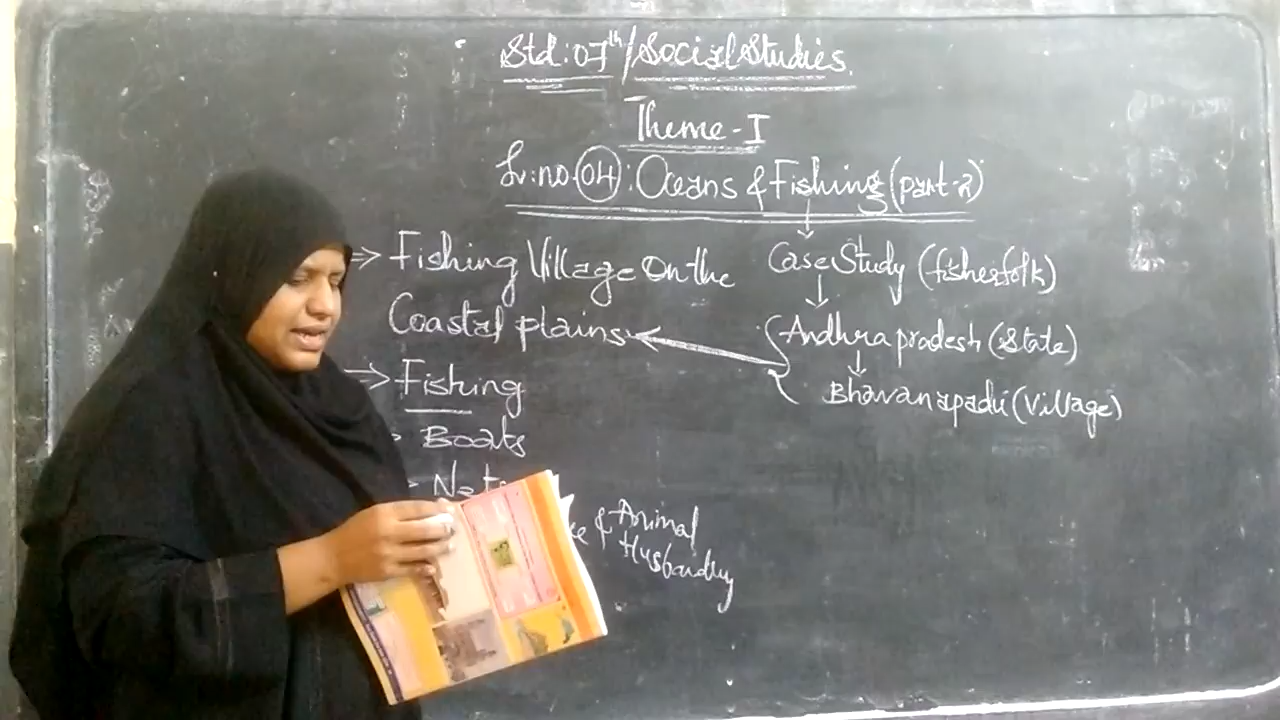 Std: 07th/Social Studies.
Theme-I
Lr:no 04: Oceans & Fishing (part-2)
⇒ Fishing Village On the
Coastal plains
⇒ Fishing
Boats
Nets
& Animal
Husbandry
Case Study (fisherfolk)
Andhra pradesh (State)
Bhavanapadu (Village)